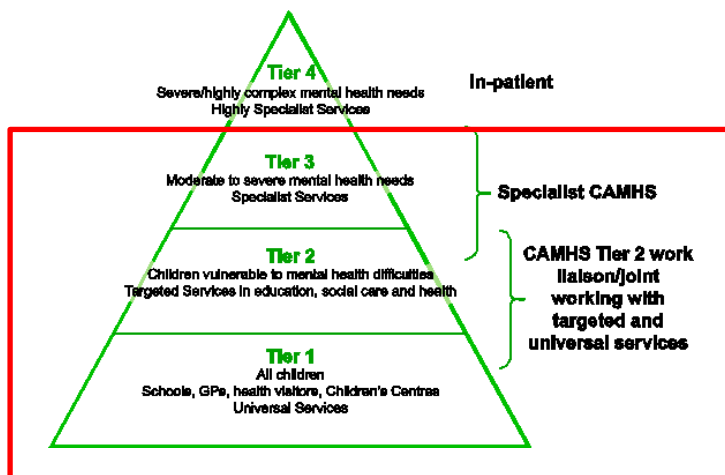 Tier 4
Severe/highly complex mental health needs
Highly Specialist Services
In-patient
Tier 3
Moderate to severe mental health needs
Specialist Services
Specialist CAMHS
Tier 2
Children vulnerable to mental health difficulties
Targeted Services in education, social care and health
CAMHS Tier 2 work
liaison/joint
working with
targeted and
universal services
Tier 1
All children
Schools, GPs, health visitors, Children's Centres
Universal Services